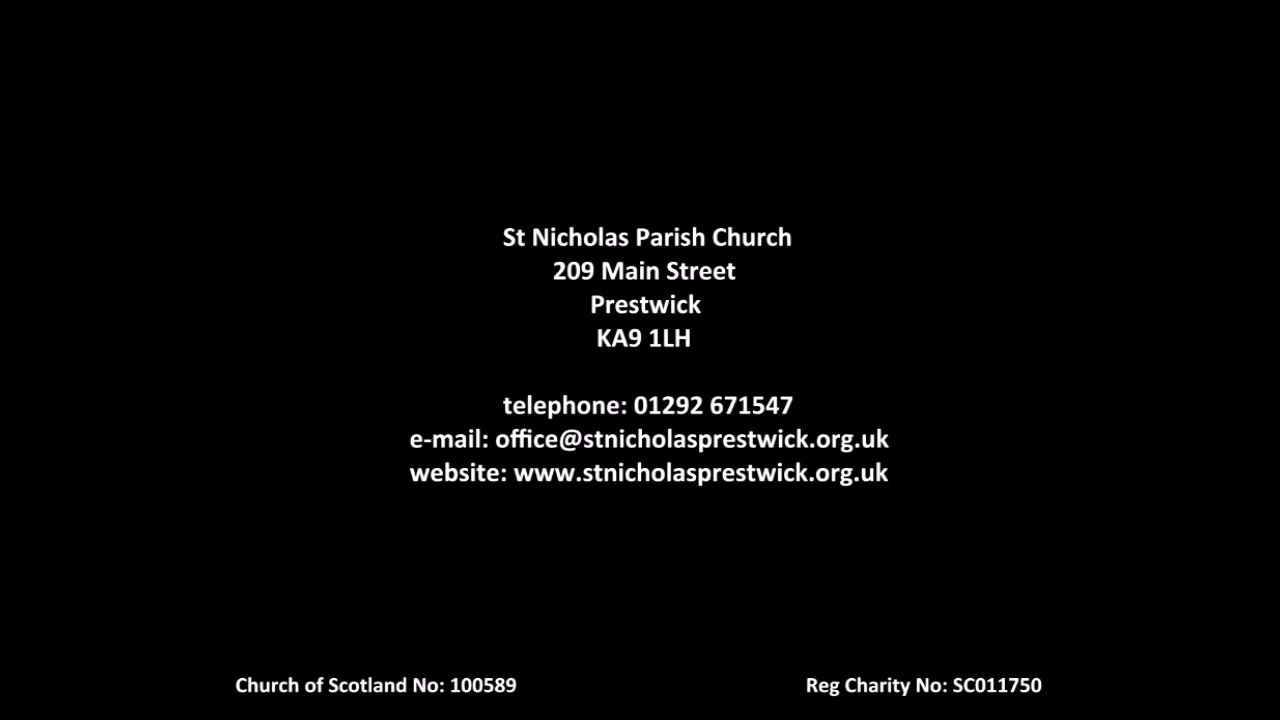 St Nicholas Parish Church
209 Main Street
Prestwick
KA9 1LH
telephone: 01292 671547
e-mail: office@stnicholasprestwick.org.uk
website: www.stnicholasprestwick.org.uk
Church of Scotland No: 100589
Reg Charity No: SC011750